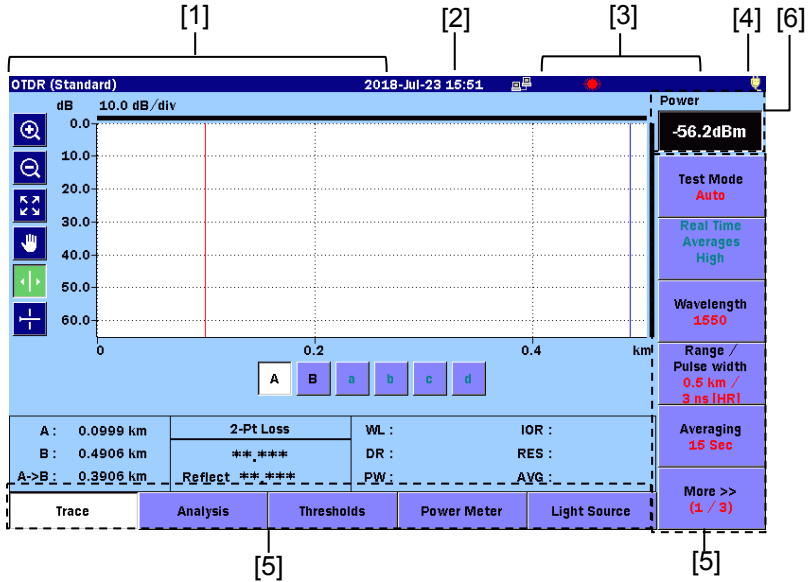 [1]
[2]
[3]
[4]
[6]
OTDR (Standard)
2018-Jul-23 15:51
dB 10.0 dB/div
0.0
10.0
20.0
30.0
40.0
50.0
60.0
0 0.2 0.4 km
A B a b c d
A : 0.0999 km
B : 0.4906 km
A->B : 0.3906 km
2-Pt Loss
**.***
Reflect **.***
WL :
DR :
PW :
IOR :
RES :
AVG :
Power
-56.2dBm
Test Mode
Auto
Real Time
Averages
High
Wavelength
1550
Range /
Pulse width
0.5 km /
3 ns [HR]
Averaging
15 Sec
More >>
(1 / 3)
Trace Analysis Thresholds Power Meter Light Source
[5]
[5]